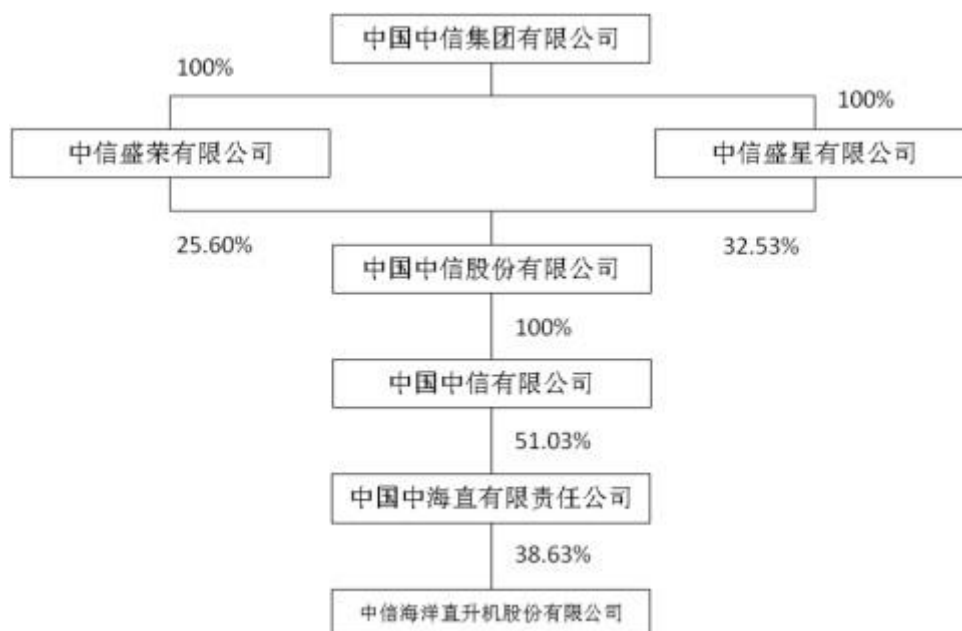 中国中信集团有限公司
100%
100%
中信盛荣有限公司
中信盛星有限公司
25.60%
32.53%
中国中信股份有限公司
100%
中国中信有限公司
51.03%
中国中海直有限责任公司
38.63%
中信海洋直升机股份有限公司